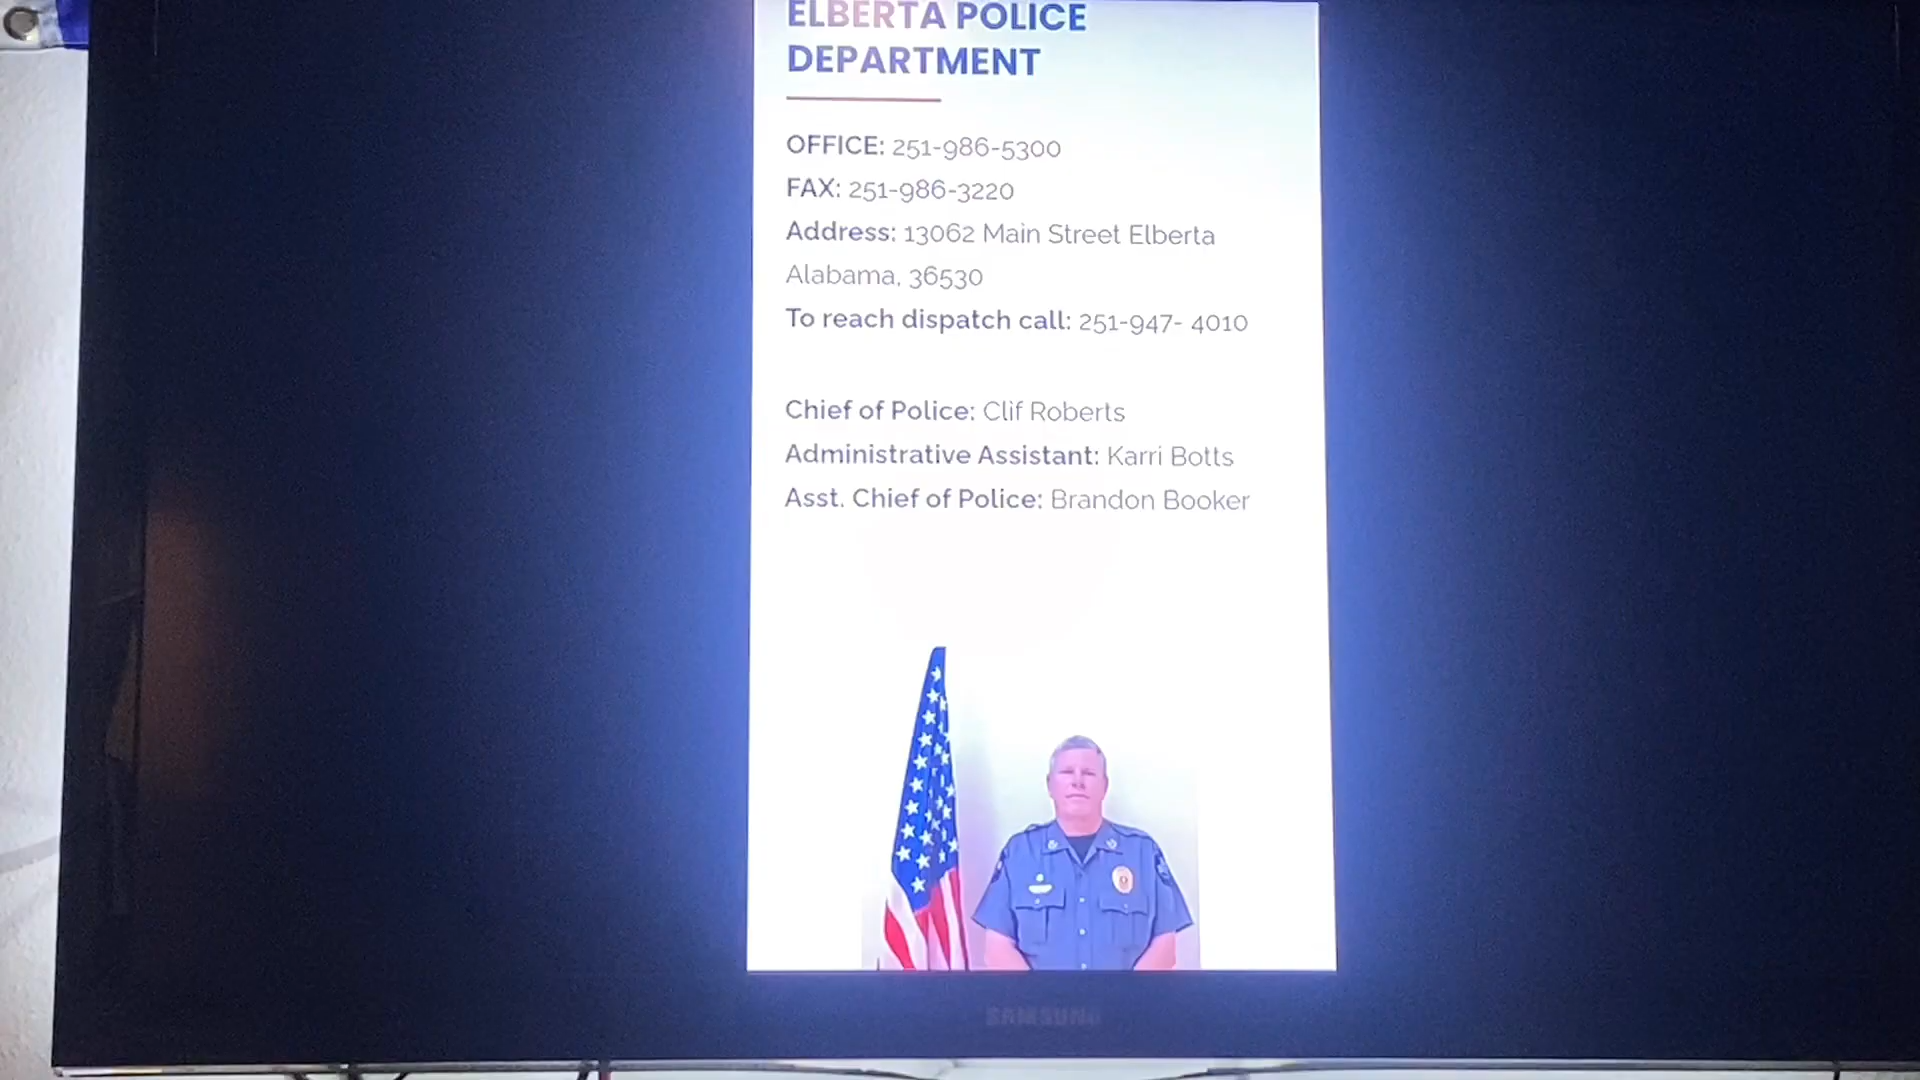 ELBERTA POLICE
DEPARTMENT
OFFICE: 251-986-5300
FAX: 251-986-3220
Address: 13062 Main Street Elberta
Alabama, 36530
To reach dispatch call: 251-947- 4010
Chief of Police: Clif Roberts
Administrative Assistant: Karri Botts
Asst. Chief of Police: Brandon Booker
SAMSUNG